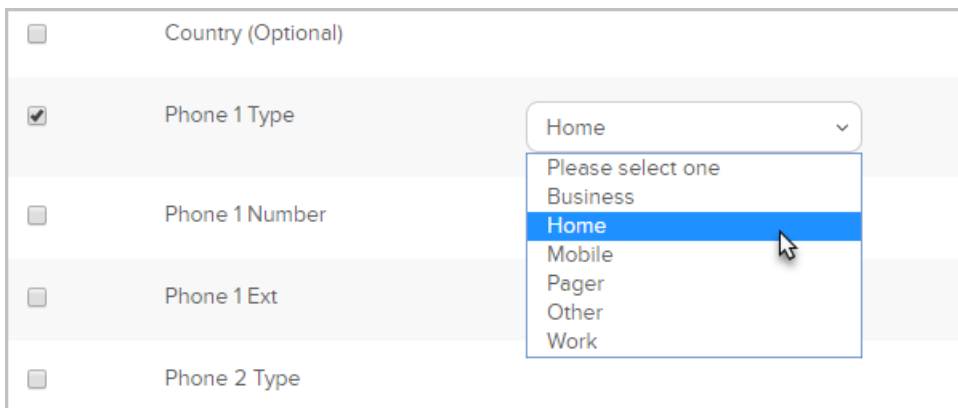 Country (Optional)
Phone 1 Type
Home
Please select one
Business
Home
Mobile
Pager
Other
Work
Phone 1 Number
Phone 1 Ext
Phone 2 Type